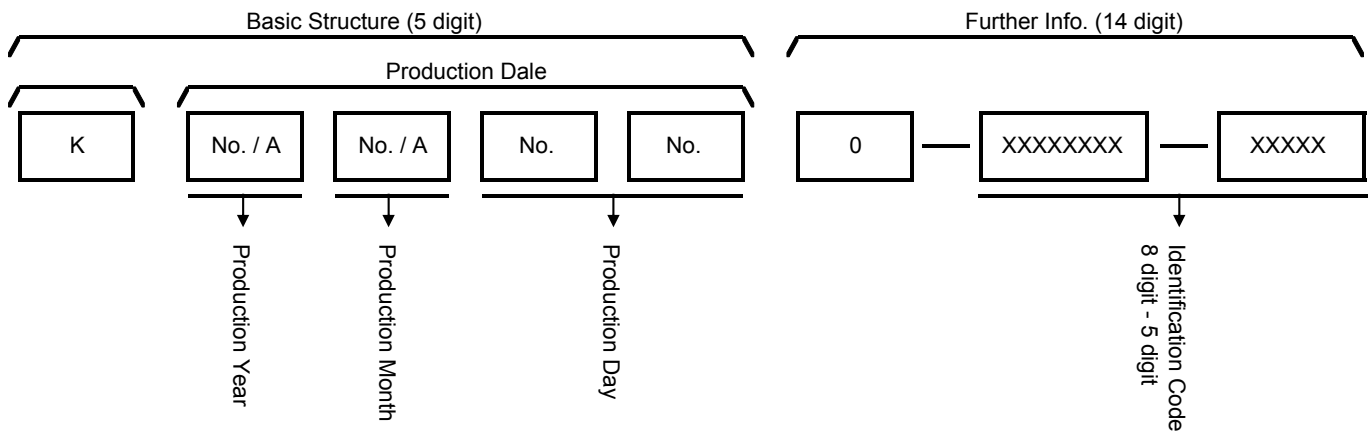 Basic Structure (5 digit)
Further Info. (14 digit)
Production Dale
K
No. / A
No. / A
No.
No.
0
XXXXXXXX
XXXXX
Production Year
Production Month
Production Day
Identification Code
8 digit - 5 digit